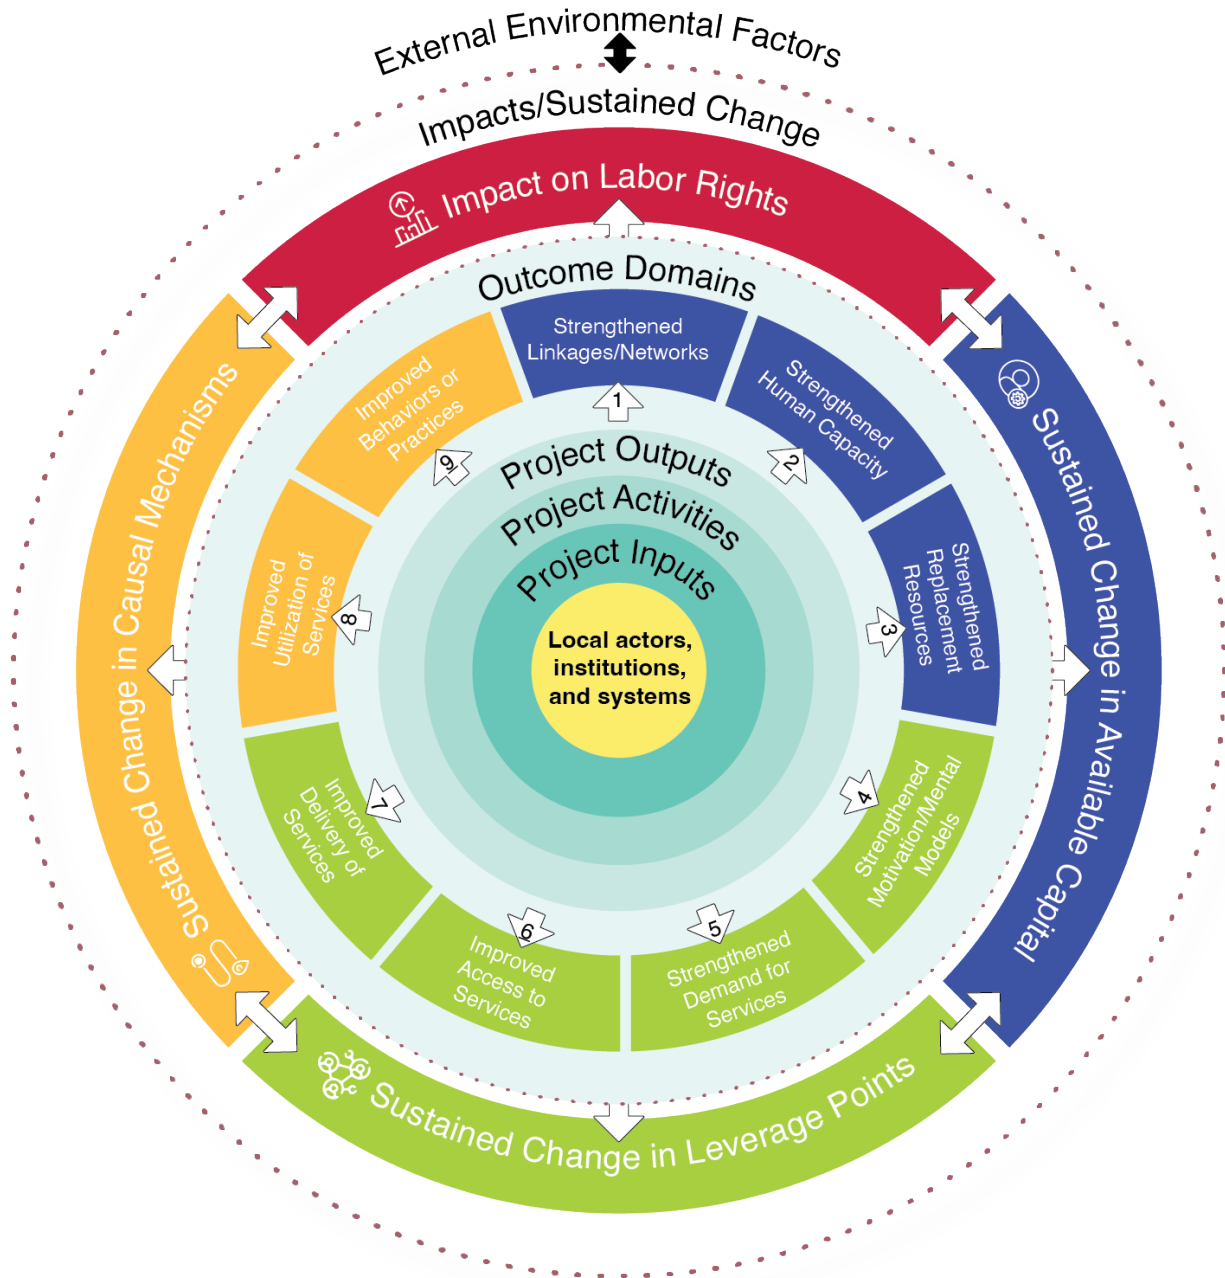 External Environmental Factors
Impacts/Sustained Change
Impact on Labor Rights
Sustained Change in Available Capital
Sustained Change in Leverage Points
Sustained Change in Causal Mechanisms
Outcome Domains
Strengthened
Linkages/Networks
1
Strengthened
Human Capacity
2
Strengthened
Replacement
Resources
3
Strengthened
Motivation/Mental
Models
4
Strengthened
Demand for
Services
5
Improved
Access to
Services
6
Improved
Delivery of
Services
7
Improved
Utilization of
Services
8
Improved
Behaviors or
Practices
9
Project Outputs
Project Activities
Project Inputs
Local actors,
institutions,
and systems